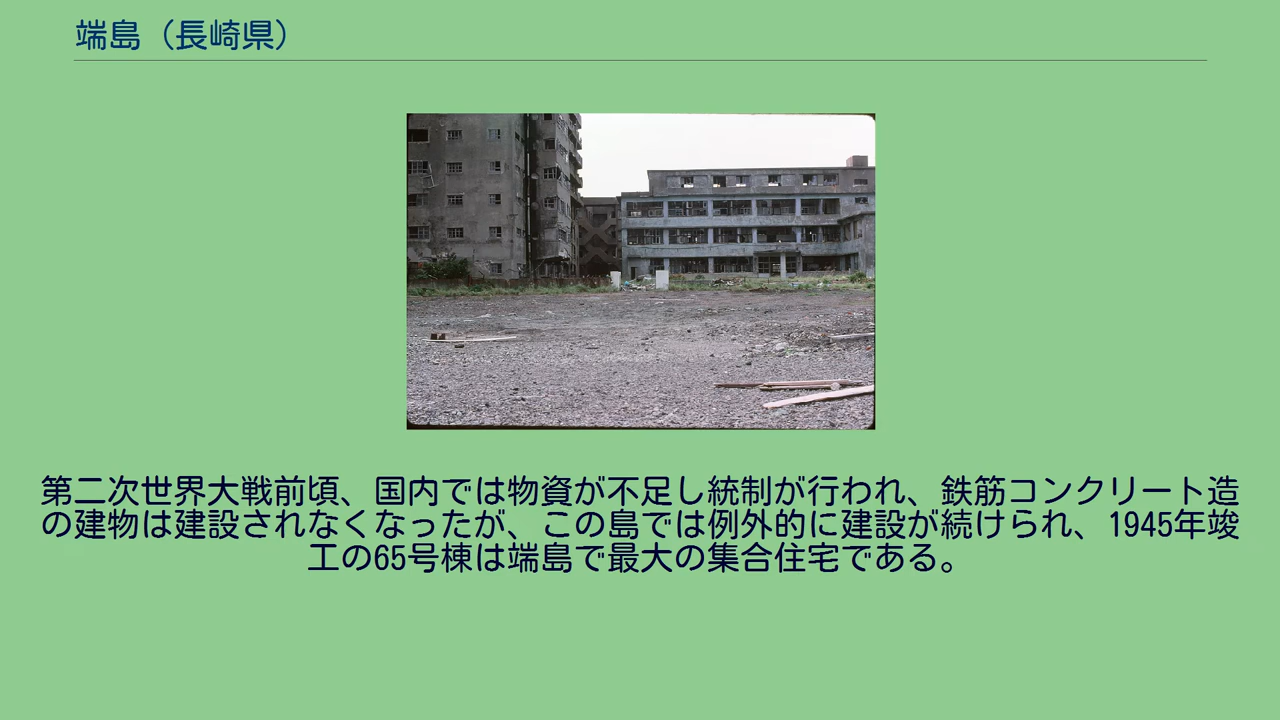 端島（長崎県）
第二次世界大戦前頃、国内では物資が不足し統制が行われ、鉄筋コンクリート造
の建物は建設されなくなったが、この島では例外的に建設が続けられ、1945年竣
工の65号棟は端島で最大の集合住宅である。